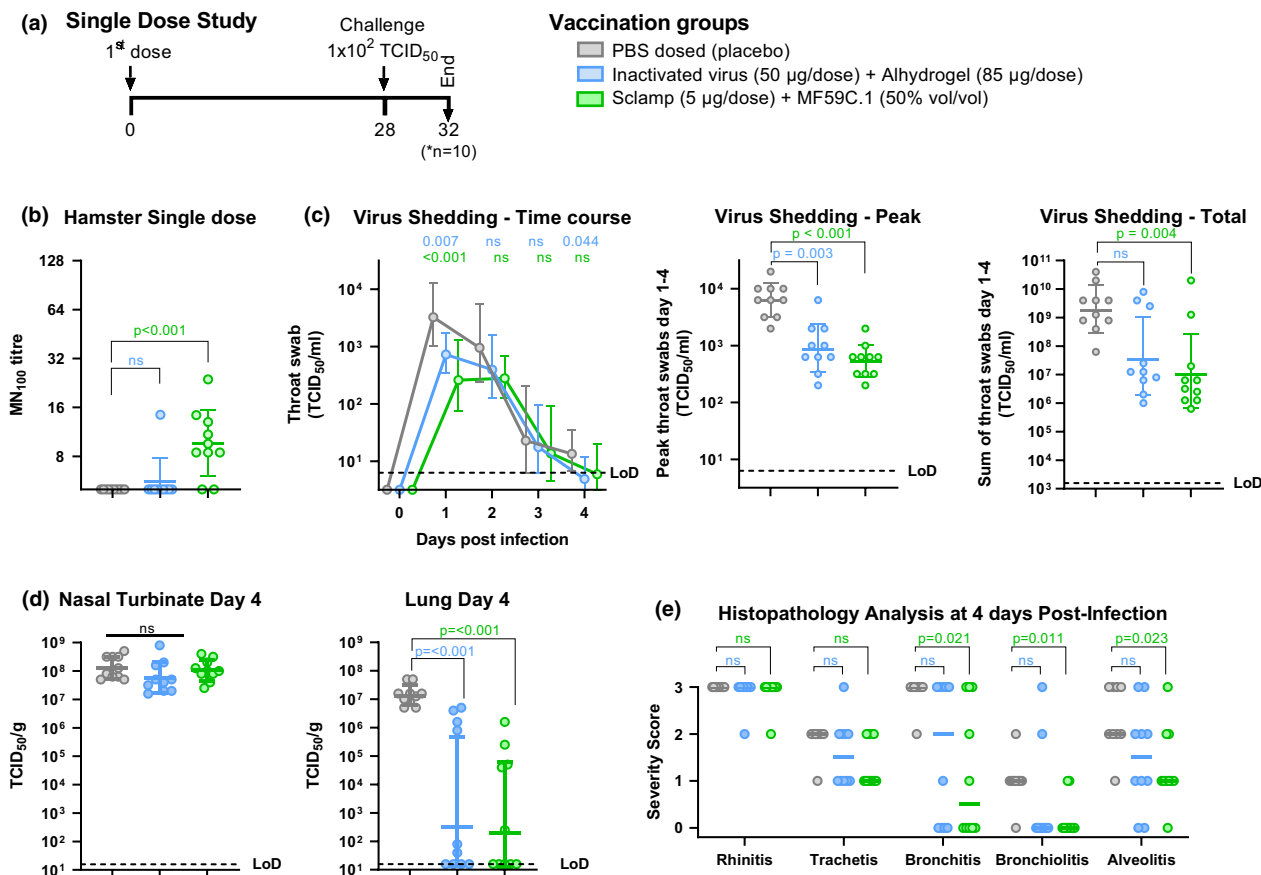 (a) Single Dose Study
1st dose
Challenge
1x10² TCID₅₀
End
0 28 32
(*n=10)
Vaccination groups
PBS dosed (placebo)
Inactivated virus (50 µg/dose) + Alhydrogel (85 µg/dose)
Sclamp (5 µg/dose) + MF59C.1 (50% vol/vol)
(b) Hamster Single dose
MN₁₀₀ titre
128
64
32
16
8
p<0.001
ns
(c) Virus Shedding - Time course
0.007 ns ns 0.044
<0.001 ns ns ns
Throat swab
(TCID₅₀/ml)
10⁴
10³
10²
10¹
LoD
0 1 2 3 4
Days post infection
Virus Shedding - Peak
p < 0.001
p = 0.003
Peak throat swabs day 1-4
(TCID₅₀/ml)
10⁴
10³
10²
10¹
LoD
Virus Shedding - Total
p = 0.004
ns
Sum of throat swabs day 1-4
(TCID₅₀/ml)
10¹¹
10¹⁰
10⁹
10⁸
10⁷
10⁶
10⁵
10⁴
10³
LoD
(d) Nasal Turbinate Day 4
ns
TCID₅₀/g
10⁹
10⁸
10⁷
10⁶
10⁵
10⁴
10³
10²
10¹
LoD
Lung Day 4
p=<0.001
p=<0.001
TCID₅₀/g
10⁹
10⁸
10⁷
10⁶
10⁵
10⁴
10³
10²
10¹
LoD
(e) Histopathology Analysis at 4 days Post-Infection
ns ns p=0.021 p=0.011 p=0.023
ns ns ns ns ns
Severity Score
3
2
1
0
Rhinitis Trachetis Bronchitis Bronchiolitis Alveolitis